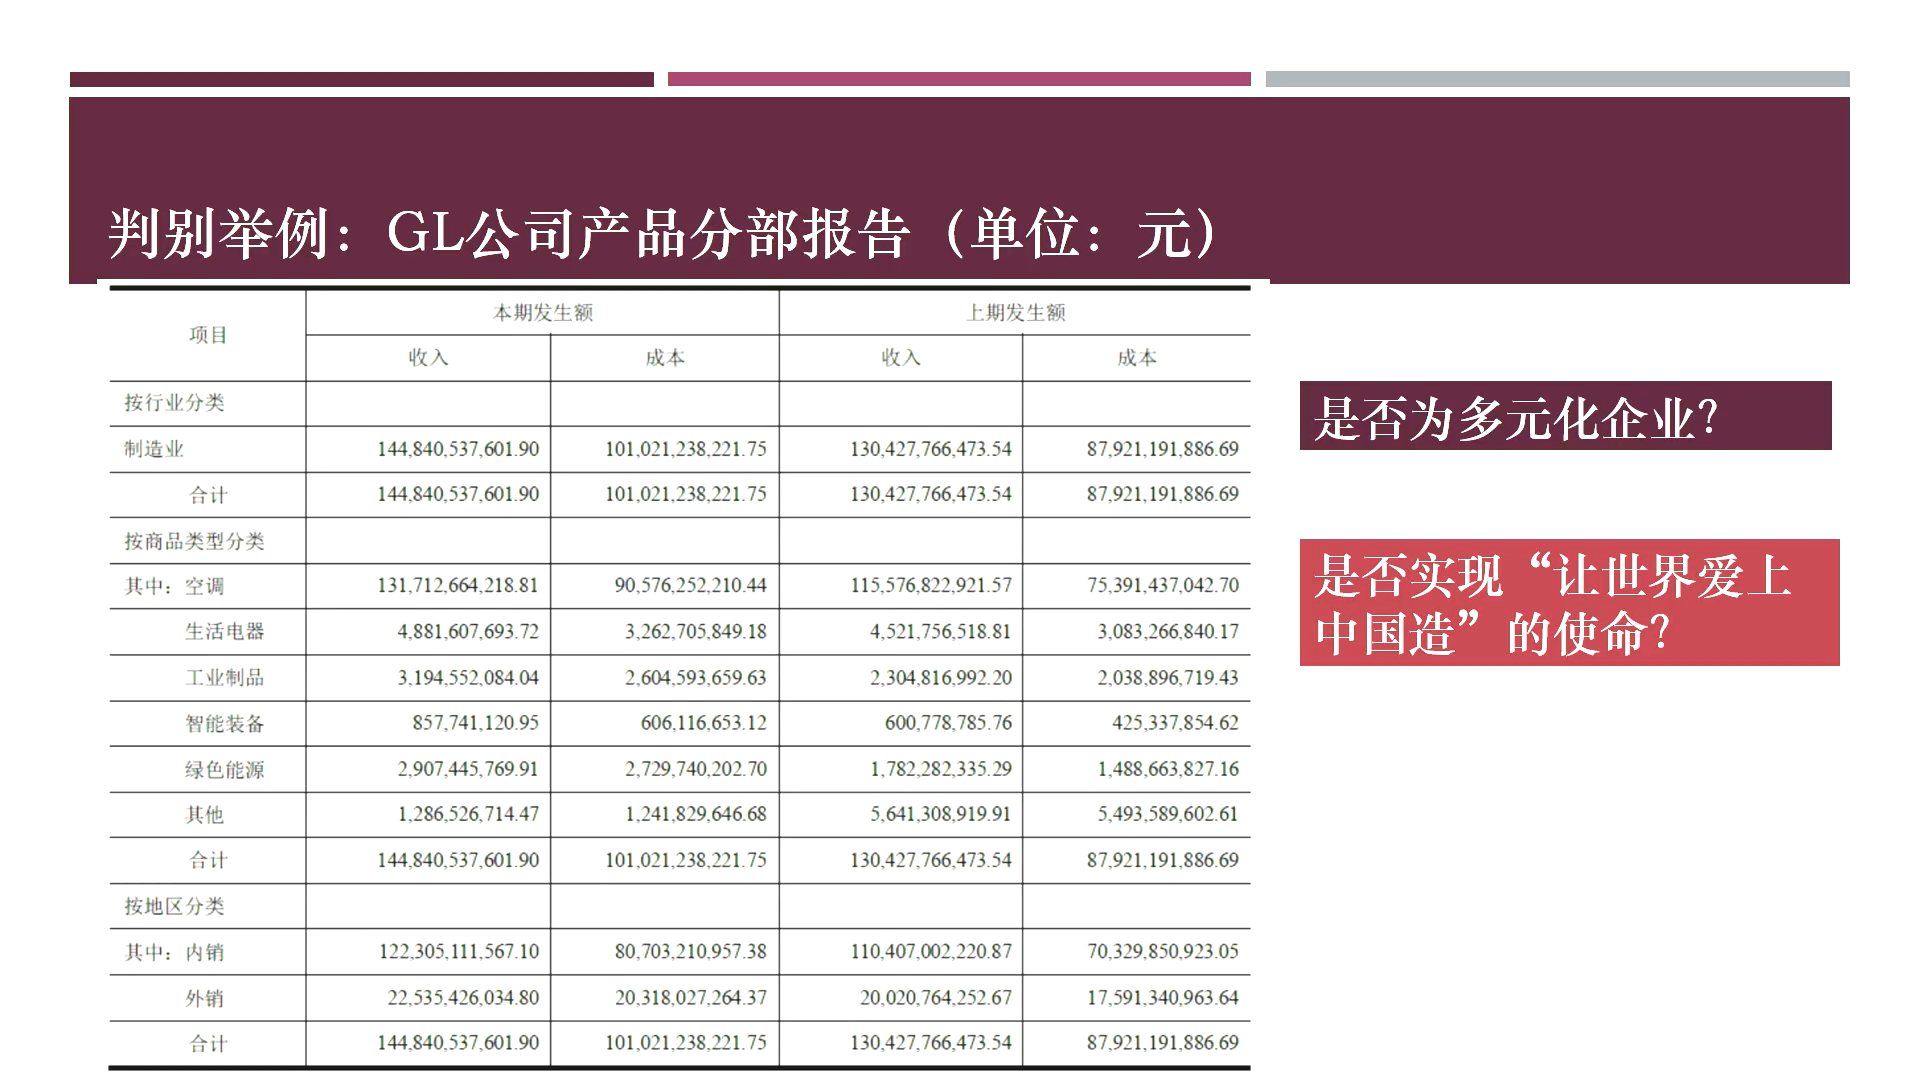 判别举例：GL公司产品分部报告（单位：元）
项目 本期发生额 上期发生额
收入 成本 收入 成本
按行业分类
制造业 144,840,537,601.90 101,021,238,221.75 130,427,766,473.54 87,921,191,886.69
合计 144,840,537,601.90 101,021,238,221.75 130,427,766,473.54 87,921,191,886.69
按商品类型分类
其中：空调 131,712,664,218.81 90,576,252,210.44 115,576,822,921.57 75,391,437,042.70
生活电器 4,881,607,693.72 3,262,705,849.18 4,521,756,518.81 3,083,266,840.17
工业制品 3,194,552,084.04 2,604,593,659.63 2,304,816,992.20 2,038,896,719.43
智能装备 857,741,120.95 606,116,653.12 600,778,785.76 425,337,854.62
绿色能源 2,907,445,769.91 2,729,740,202.70 1,782,282,335.29 1,488,663,827.16
其他 1,286,526,714.47 1,241,829,646.68 5,641,308,919.91 5,493,589,602.61
合计 144,840,537,601.90 101,021,238,221.75 130,427,766,473.54 87,921,191,886.69
按地区分类
其中：内销 122,305,111,567.10 80,703,210,957.38 110,407,002,220.87 70,329,850,923.05
外销 22,535,426,034.80 20,318,027,264.37 20,020,764,252.67 17,591,340,963.64
合计 144,840,537,601.90 101,021,238,221.75 130,427,766,473.54 87,921,191,886.69
是否为多元化企业？
是否实现“让世界爱上
中国造”的使命？